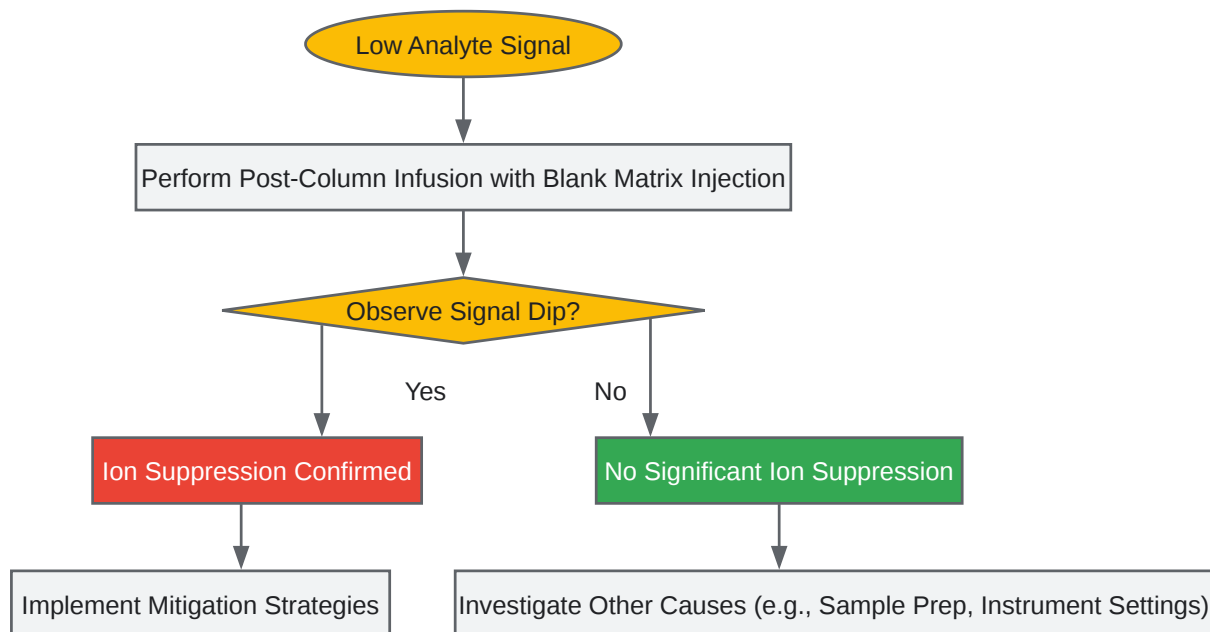 Low Analyte Signal
Perform Post-Column Infusion with Blank Matrix Injection
Observe Signal Dip?
Yes
No
Ion Suppression Confirmed
No Significant Ion Suppression
Implement Mitigation Strategies
Investigate Other Causes (e.g., Sample Prep, Instrument Settings)